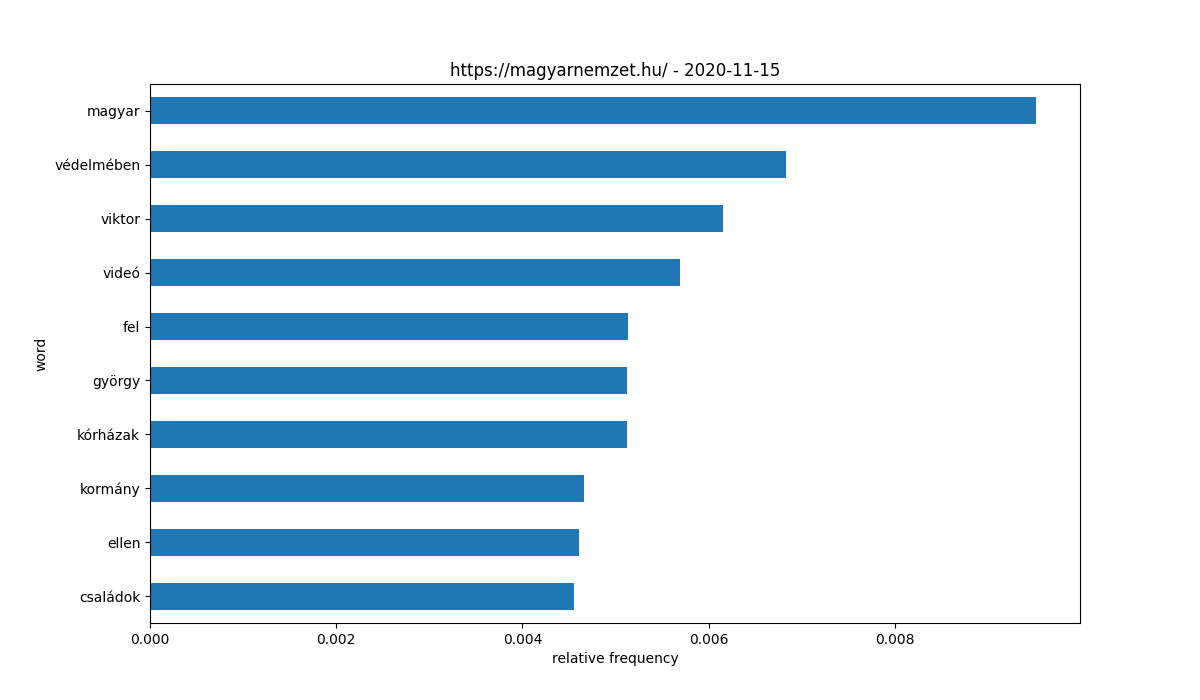 https://magyarnemzet.hu/ - 2020-11-15
word
magyar
védelmében
viktor
videó
fel
györgy
kórházak
kormány
ellen
családok
0.000 0.002 0.004 0.006 0.008
relative frequency